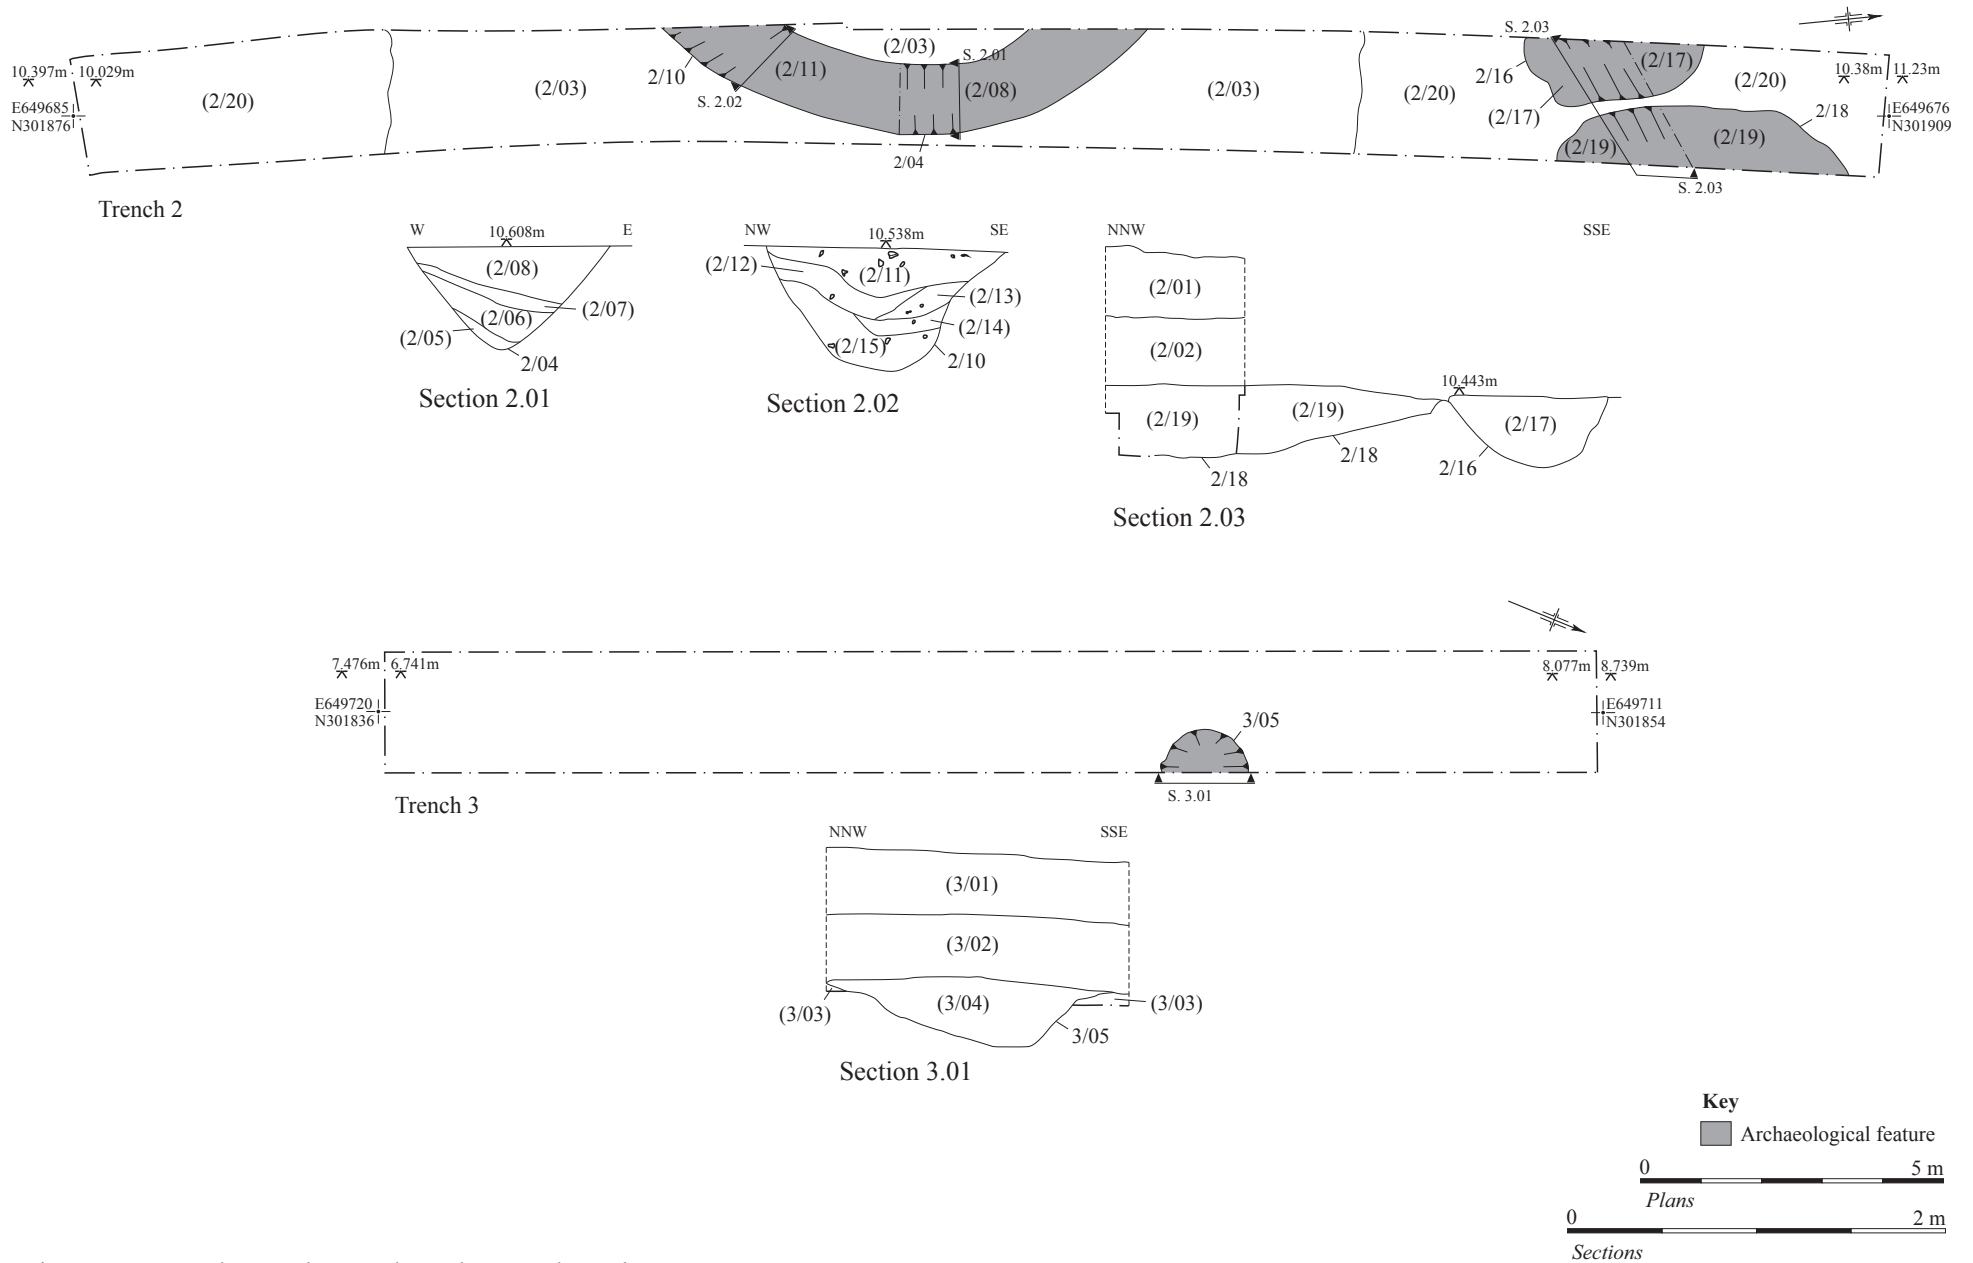 S. 2.03
10.397m
10.029m
E649685
N301876
(2/20)
(2/03)
2/10
(2/11)
S. 2.02
(2/03)
S. 2.01
(2/08)
2/04
(2/03)
(2/20)
2/16
(2/17)
(2/17)
(2/20)
2/18
(2/19)
(2/19)
S. 2.03
10.38m
11.23m
E649676
N301909
Trench 2
W
10.608m
E
(2/08)
(2/07)
(2/06)
(2/05)
2/04
Section 2.01
NW
10.538m
SE
(2/12)
(2/11)
(2/13)
(2/14)
(2/15)
2/10
Section 2.02
NNW
SSE
(2/01)
(2/02)
10.443m
(2/19)
(2/19)
(2/17)
2/18
2/16
2/18
Section 2.03
7.476m
6.741m
E649720
N301836
8.077m
8.739m
E649711
N301854
3/05
S. 3.01
Trench 3
NNW
SSE
(3/01)
(3/02)
(3/04)
(3/03)
(3/03)
3/05
Section 3.01
Key
Archaeological feature
0
5 m
Plans
0
2 m
Sections